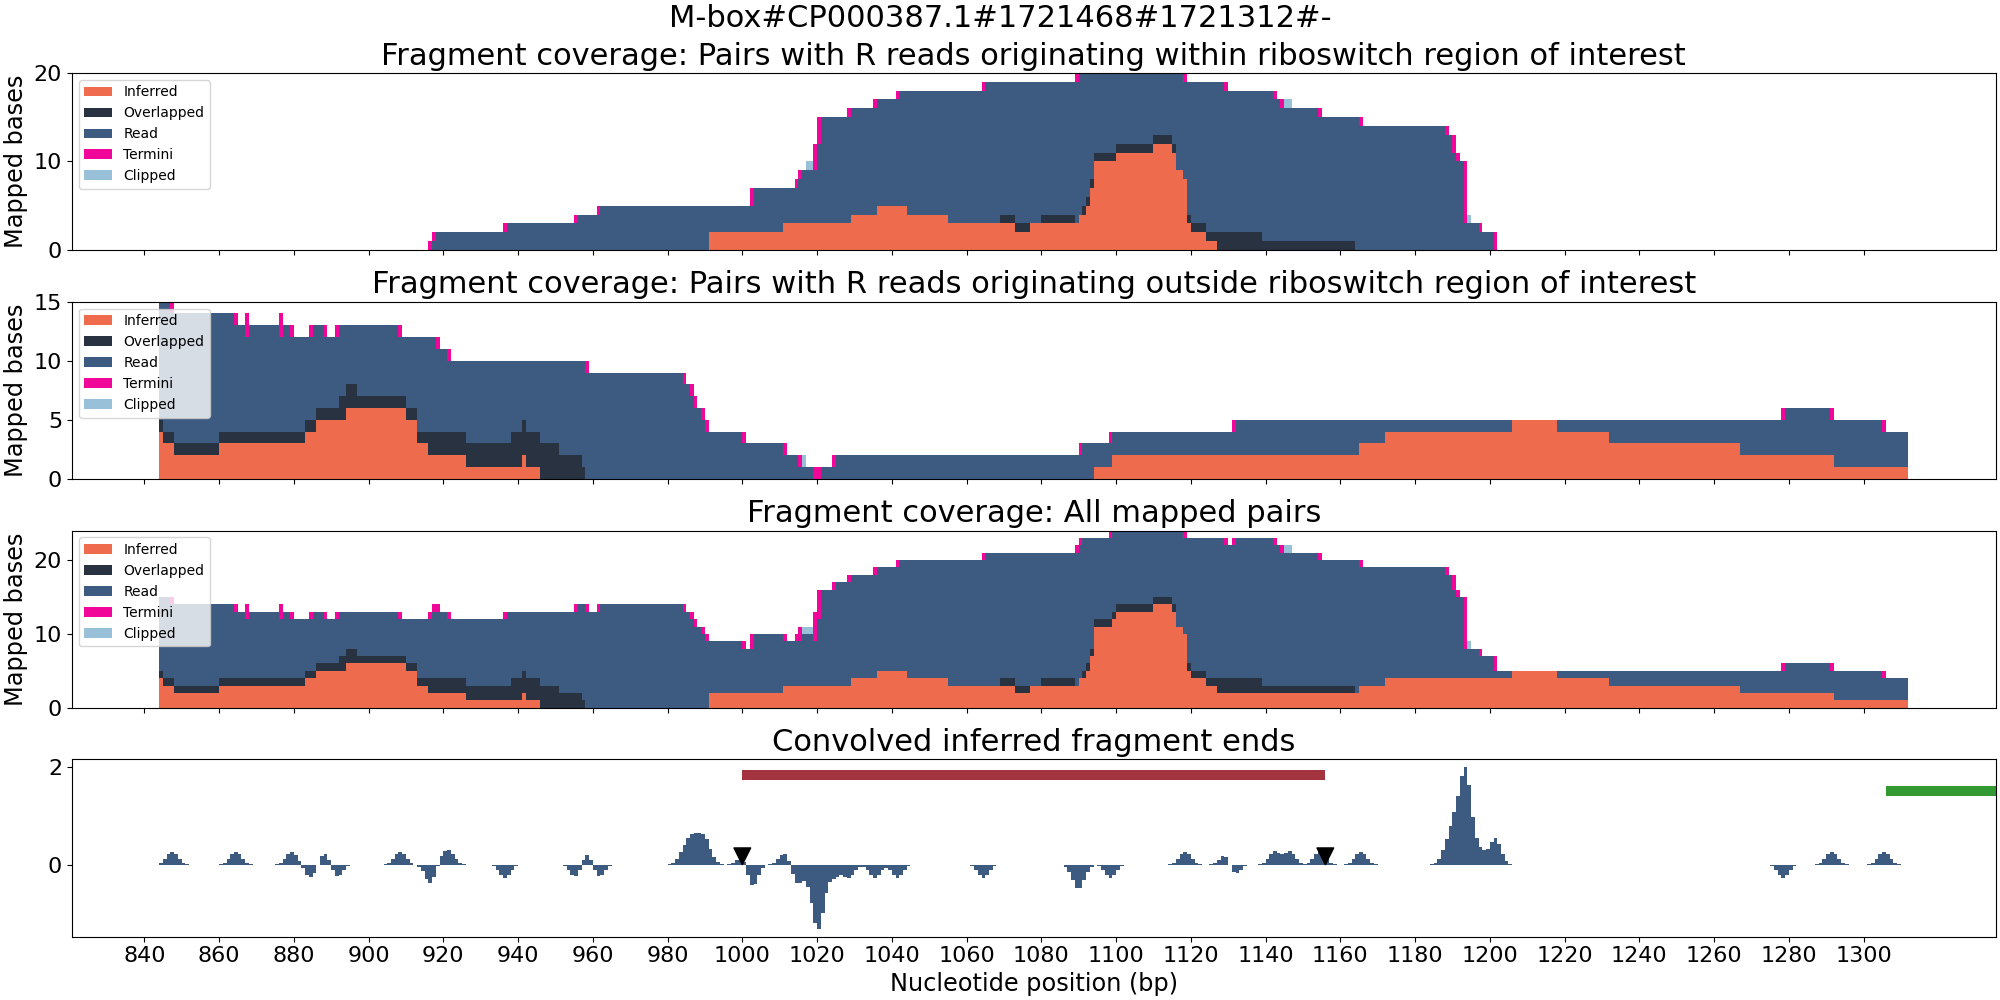 M-box#CP000387.1#1721468#1721312#-
Fragment coverage: Pairs with R reads originating within riboswitch region of interest
Mapped bases
20
10
0
Inferred
Overlapped
Read
Termini
Clipped
Fragment coverage: Pairs with R reads originating outside riboswitch region of interest
Mapped bases
15
10
5
0
Inferred
Overlapped
Read
Termini
Clipped
Fragment coverage: All mapped pairs
Mapped bases
20
10
0
Inferred
Overlapped
Read
Termini
Clipped
Convolved inferred fragment ends
2
0
840 860 880 900 920 940 960 980 1000 1020 1040 1060 1080 1100 1120 1140 1160 1180 1200 1220 1240 1260 1280 1300
Nucleotide position (bp)